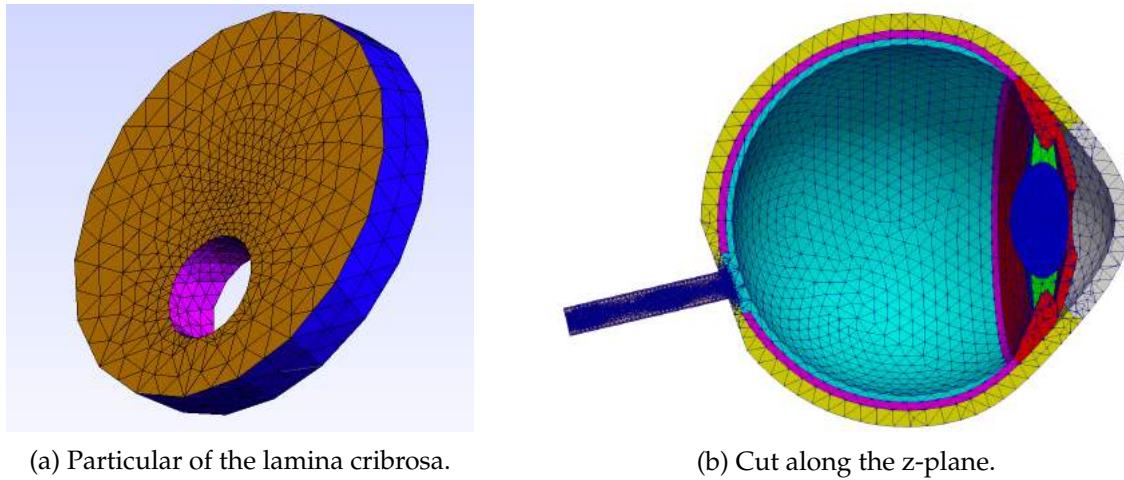 (a) Particular of the lamina cribrosa.
(b) Cut along the z-plane.